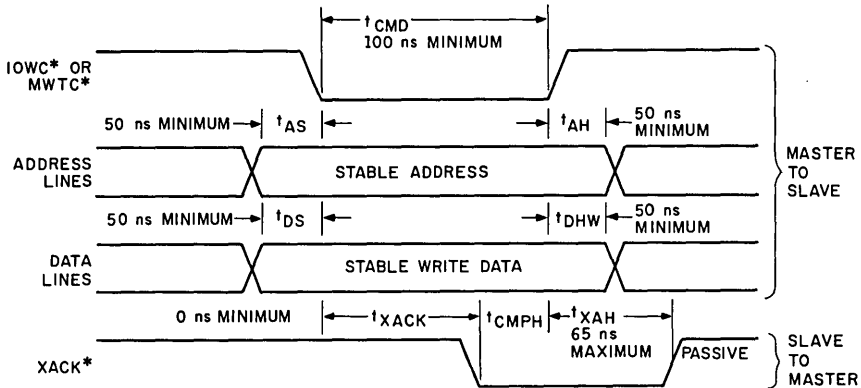 tCMD
100 ns MINIMUM
IOWC* OR
MWTC*
50 ns MINIMUM
tAS
tAH
50 ns
MINIMUM
ADDRESS
LINES
STABLE ADDRESS
MASTER
TO
SLAVE
50 ns MINIMUM
tDS
tDHW
50 ns
MINIMUM
DATA
LINES
STABLE WRITE DATA
0 ns MINIMUM
tXACK
tCMPH
tXAH
65 ns
MAXIMUM
XACK*
PASSIVE
SLAVE
TO
MASTER